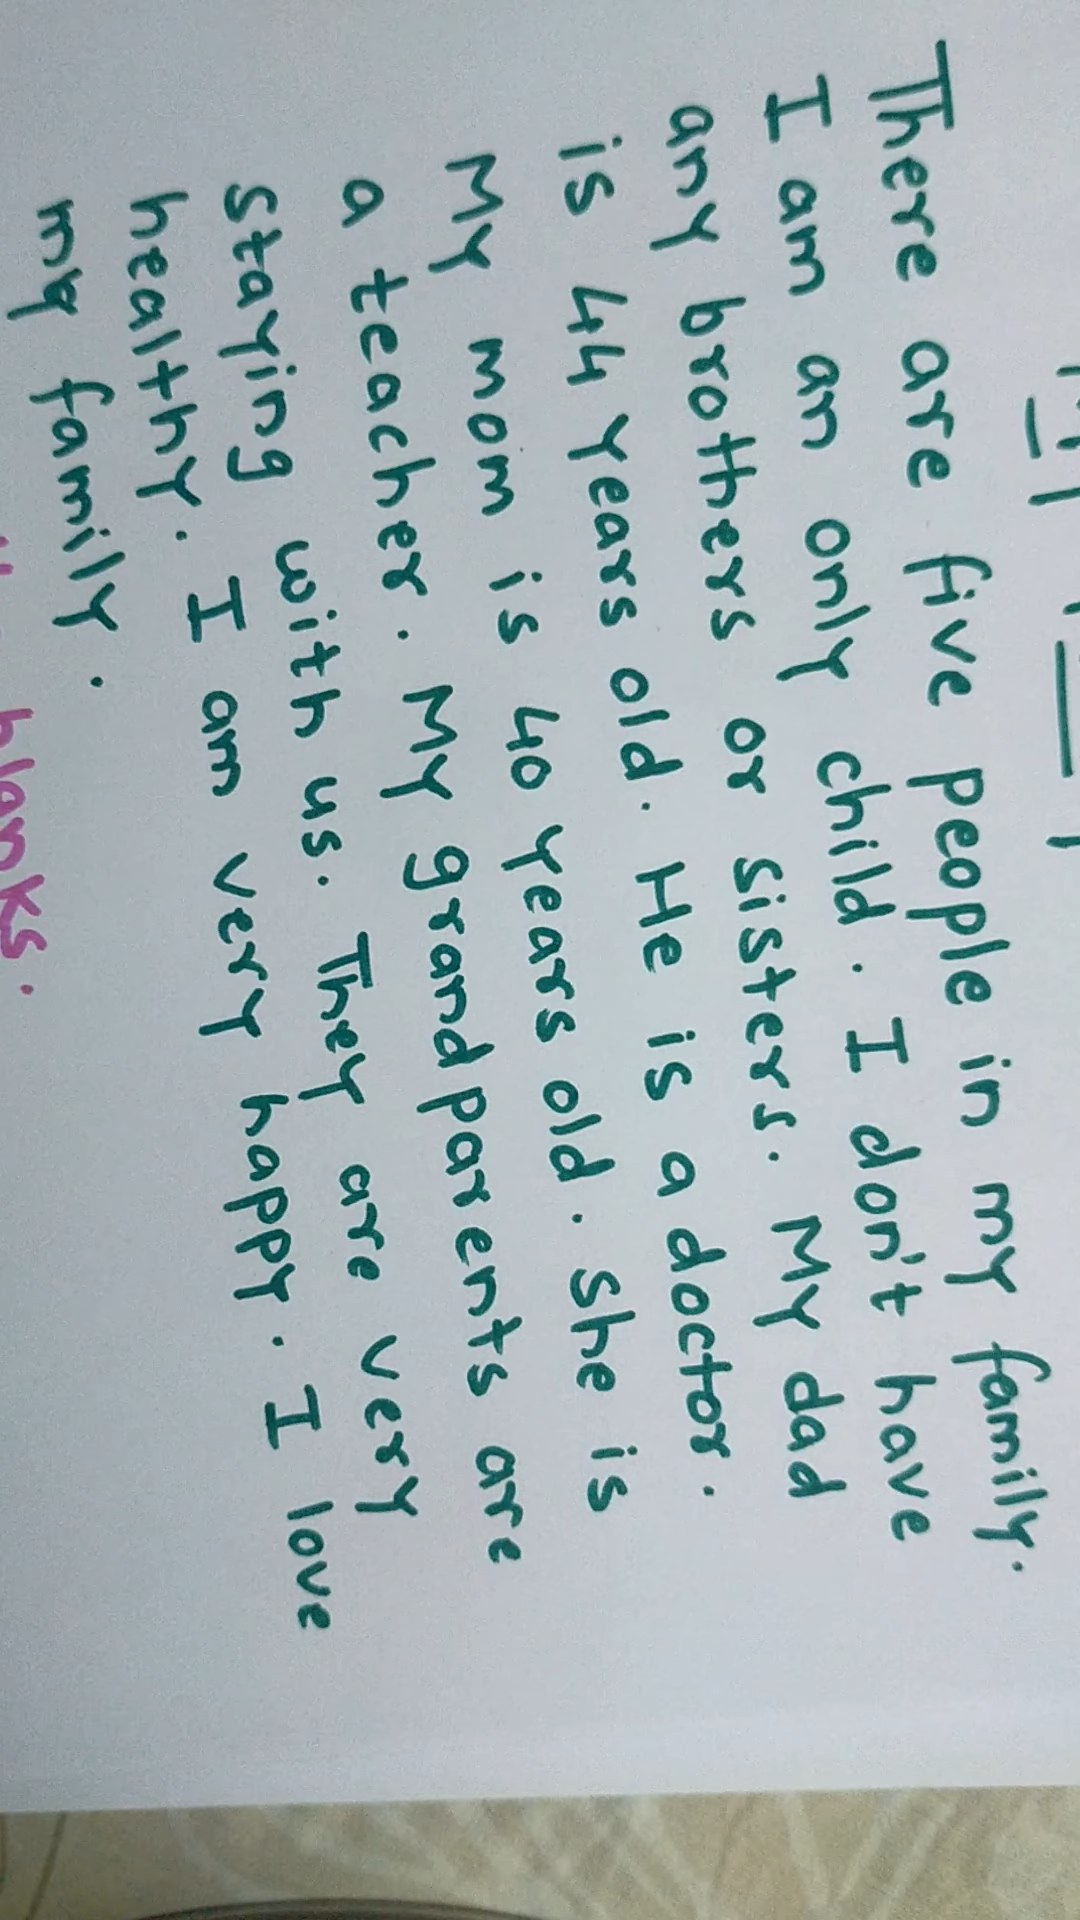 There are five people in my family.
I am an only child. I don't have
any brothers or sisters. My dad
is 44 years old. He is a doctor.
My mom is 40 years old. She is
a teacher. My grandparents are
staying with us. They are very
healthy. I am very happy. I love
my family.
blanks.